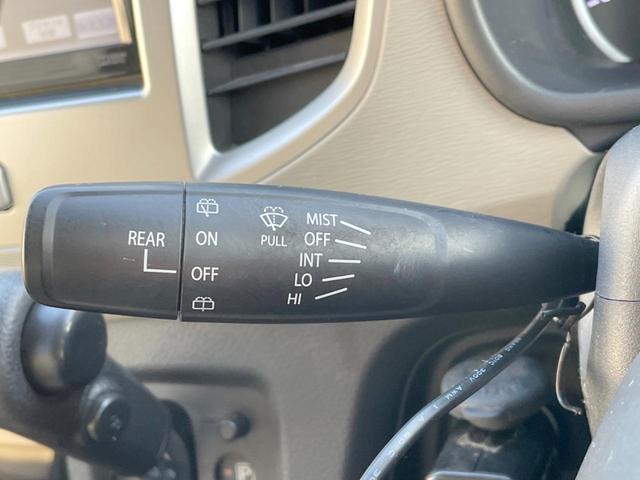 REAR
ON
OFF
PULL
MIST
OFF
INT
LO
HI